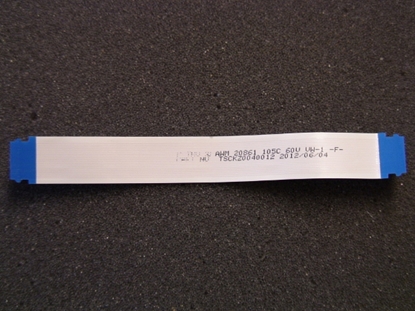 AWM 20861 105C 60V VW-1 -F-
TSCK20040012 2012/06/04